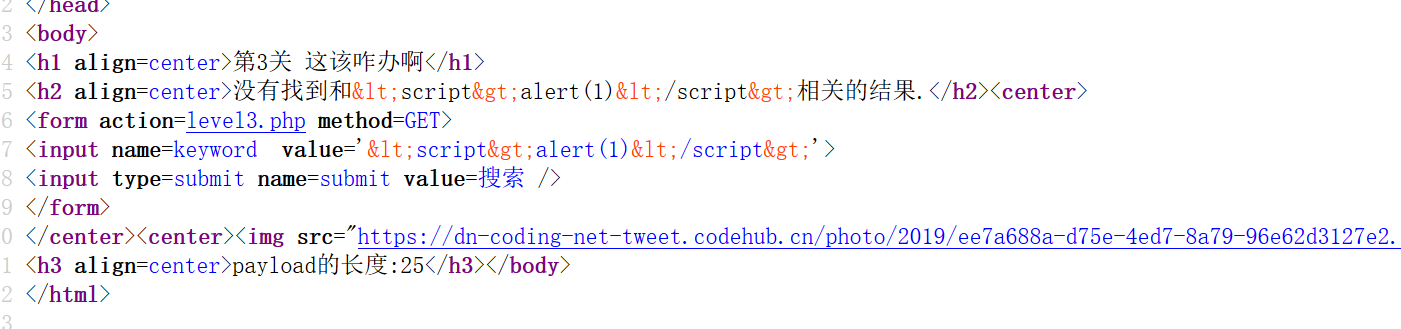 2 </head>
3 <body>
4 <h1 align=center>第3关 这该咋办啊</h1>
5 <h2 align=center>没有找到和&lt;script&gt;alert(1)&lt;/script&gt;相关的结果.</h2><center>
6 <form action=level3.php method=GET>
7 <input name=keyword  value='&lt;script&gt;alert(1)&lt;/script&gt;'>
8 <input type=submit name=submit value=搜索 />
9 </form>
0 </center><center><img src="https://dn-coding-net-tweet.codehub.cn/photo/2019/ee7a688a-d75e-4ed7-8a79-96e62d3127e2.
1 <h3 align=center>payload的长度:25</h3></body>
2 </html>
3